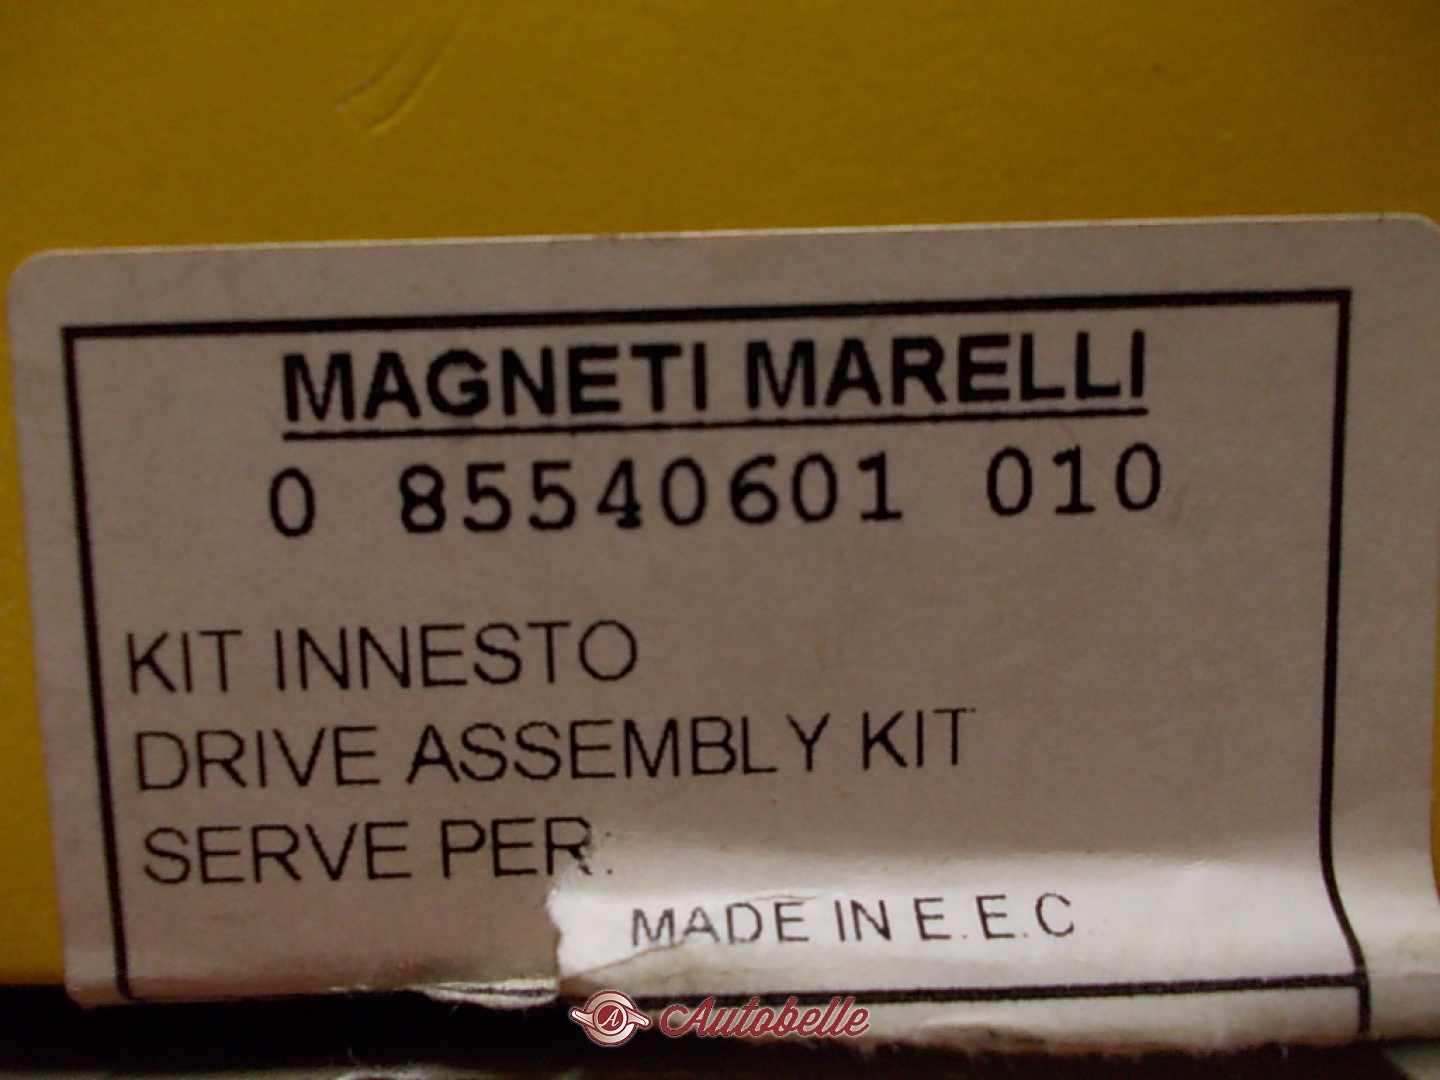 MAGNETI MARELLI
0 85540601 010
KIT INNESTO
DRIVE ASSEMBLY KIT
SERVE PER:
MADE IN E.E.C
A Autobelle